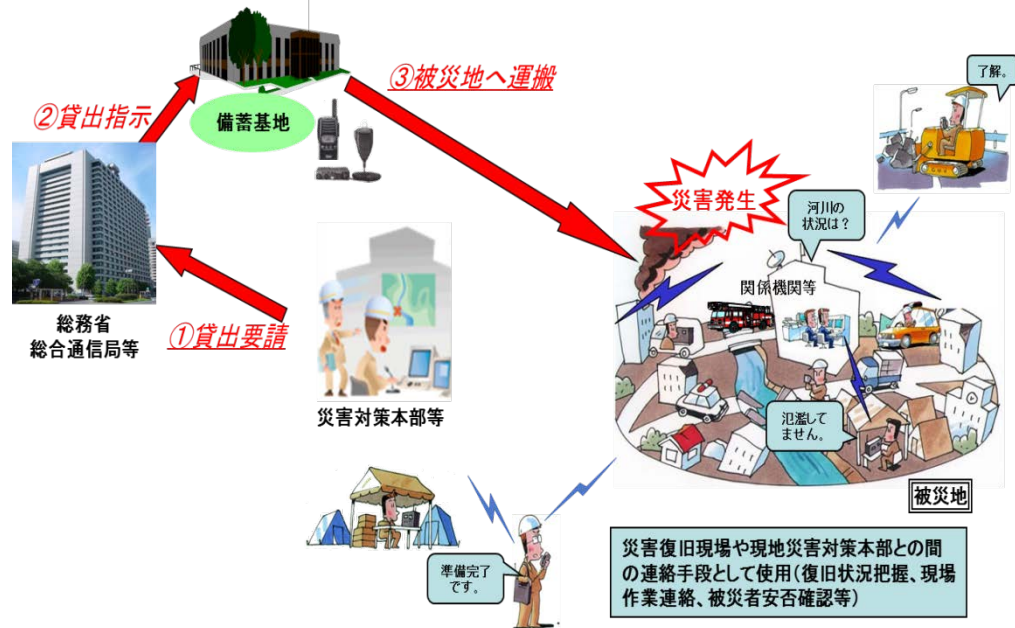 ③被災地へ運搬
了解。
②貸出指示
備蓄基地
災害発生
河川の
状況は？
関係機関等
総務省
総合通信局等
①貸出要請
災害対策本部等
氾濫して
ません。
被災地
準備完了
です。
災害復旧現場や現地災害対策本部との間
の連絡手段として使用（復旧状況把握、現場
作業連絡、被災者安否確認等）